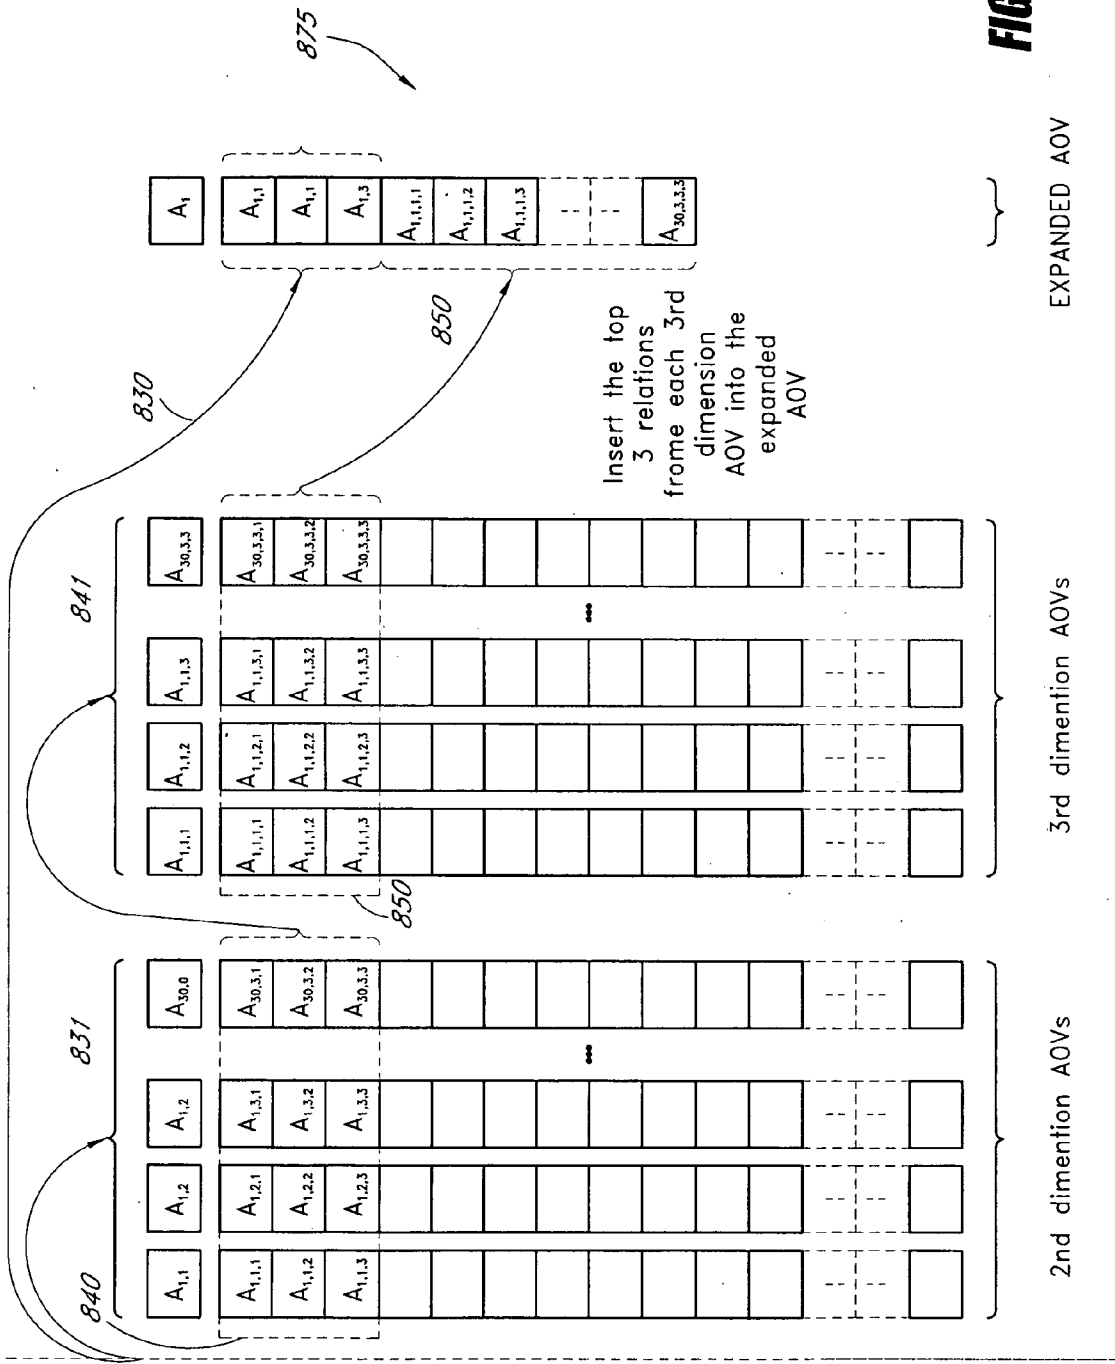 840
831
A1,1 A1,2 A1,2 A30,0
A1,1,1 A1,2,1 A1,3,1 A30,3,1
A1,1,2 A1,2,2 A1,3,2 A30,3,2
A1,1,3 A1,2,3 A1,3,3 A30,3,3
...
2nd dimention AOVs
841
A1,1,1 A1,1,2 A1,1,3 A30,3,3
A1,1,1,1 A1,1,2,1 A1,1,3,1 A30,3,3,1
A1,1,1,2 A1,1,2,2 A1,1,3,2 A30,3,3,2
A1,1,1,3 A1,1,2,3 A1,1,3,3 A30,3,3,3
850
...
3rd dimention AOVs
830
850
Insert the top
3 relations
frome each 3rd
dimension
AOV into the
expanded
AOV
875
A1
A1,1
A1,1
A1,3
A1,1,1,1
A1,1,1,2
A1,1,1,3
A30,3,3,3
EXPANDED AOV
FIG